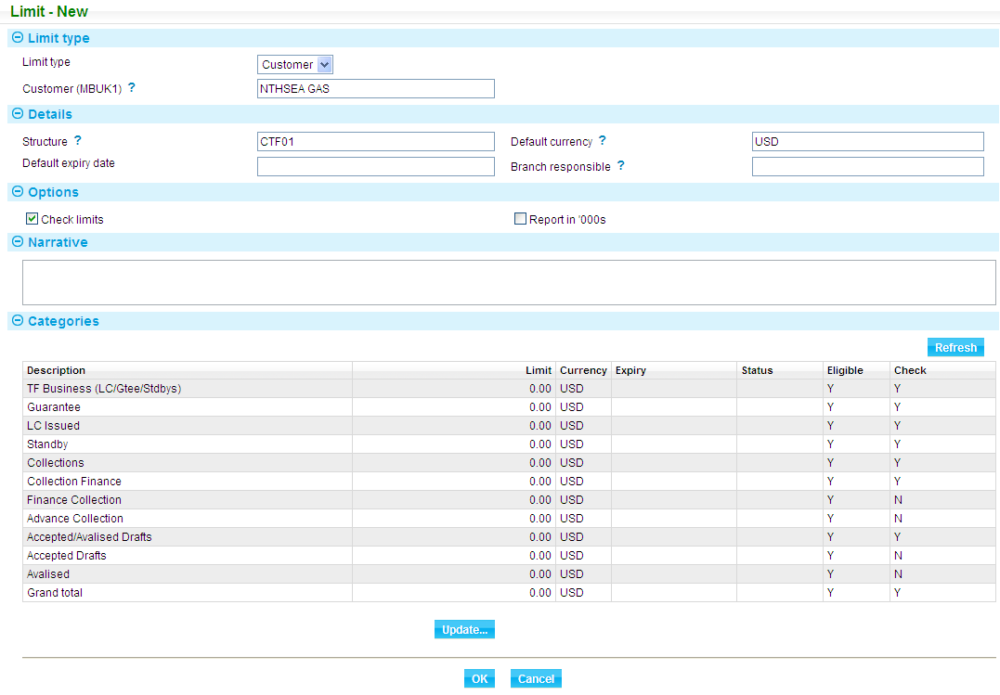 Limit - New
Limit type
Limit type Customer
Customer (MBUK1) ? NTHSEA GAS
Details
Structure ? CTF01 Default currency ? USD
Default expiry date Branch responsible ?
Options
Check limits Report in '000s
Narrative
Categories
Refresh
Description Limit Currency Expiry Status Eligible Check
TF Business (LC/Gtee/Stdbys) 0.00 USD Y Y
Guarantee 0.00 USD Y Y
LC Issued 0.00 USD Y Y
Standby 0.00 USD Y Y
Collections 0.00 USD Y Y
Collection Finance 0.00 USD Y Y
Finance Collection 0.00 USD Y N
Advance Collection 0.00 USD Y N
Accepted/Avalised Drafts 0.00 USD Y Y
Accepted Drafts 0.00 USD Y N
Avalised 0.00 USD Y N
Grand total 0.00 USD Y Y
Update...
OK Cancel